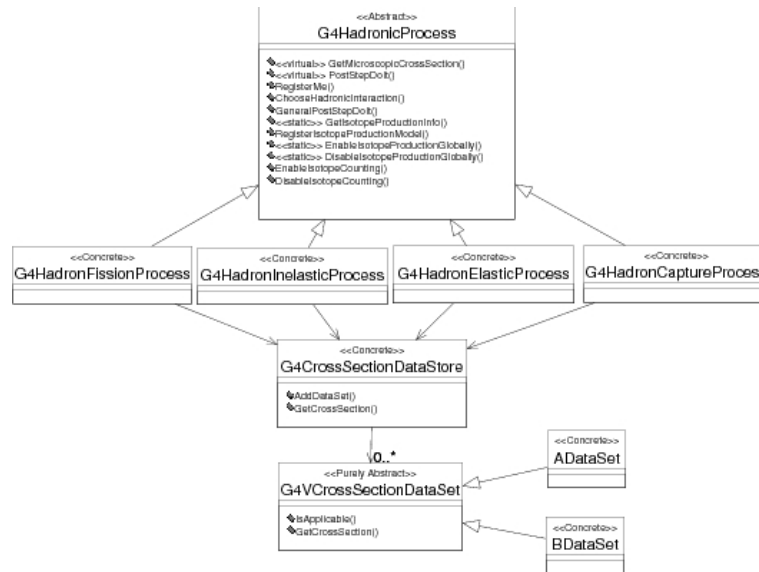 <<Abstract>>
G4HadronicProcess
<<virtual>> GetMicroscopicCrossSection()
<<virtual>> PostStepDoIt()
RegisterMe()
ChooseHadronicInteraction()
GeneralPostStepDoIt()
<<static>> GetIsotopeProductionInfo()
RegisterIsotopeProductionModel()
<<static>> EnableIsotopeProductionGlobally()
<<static>> DisableIsotopeProductionGlobally()
EnableIsotopeCounting()
DisableIsotopeCounting()
<<Concrete>>
G4HadronFissionProcess
<<Concrete>>
G4HadronInelasticProcess
<<Concrete>>
G4HadronElasticProcess
<<Concrete>>
G4HadronCaptureProcess
<<Concrete>>
G4CrossSectionDataStore
AddDataSet()
GetCrossSection()
0..*
<<Purely Abstract>>
G4VCrossSectionDataSet
IsApplicable()
GetCrossSection()
<<Concrete>>
ADataSet
<<Concrete>>
BDataSet